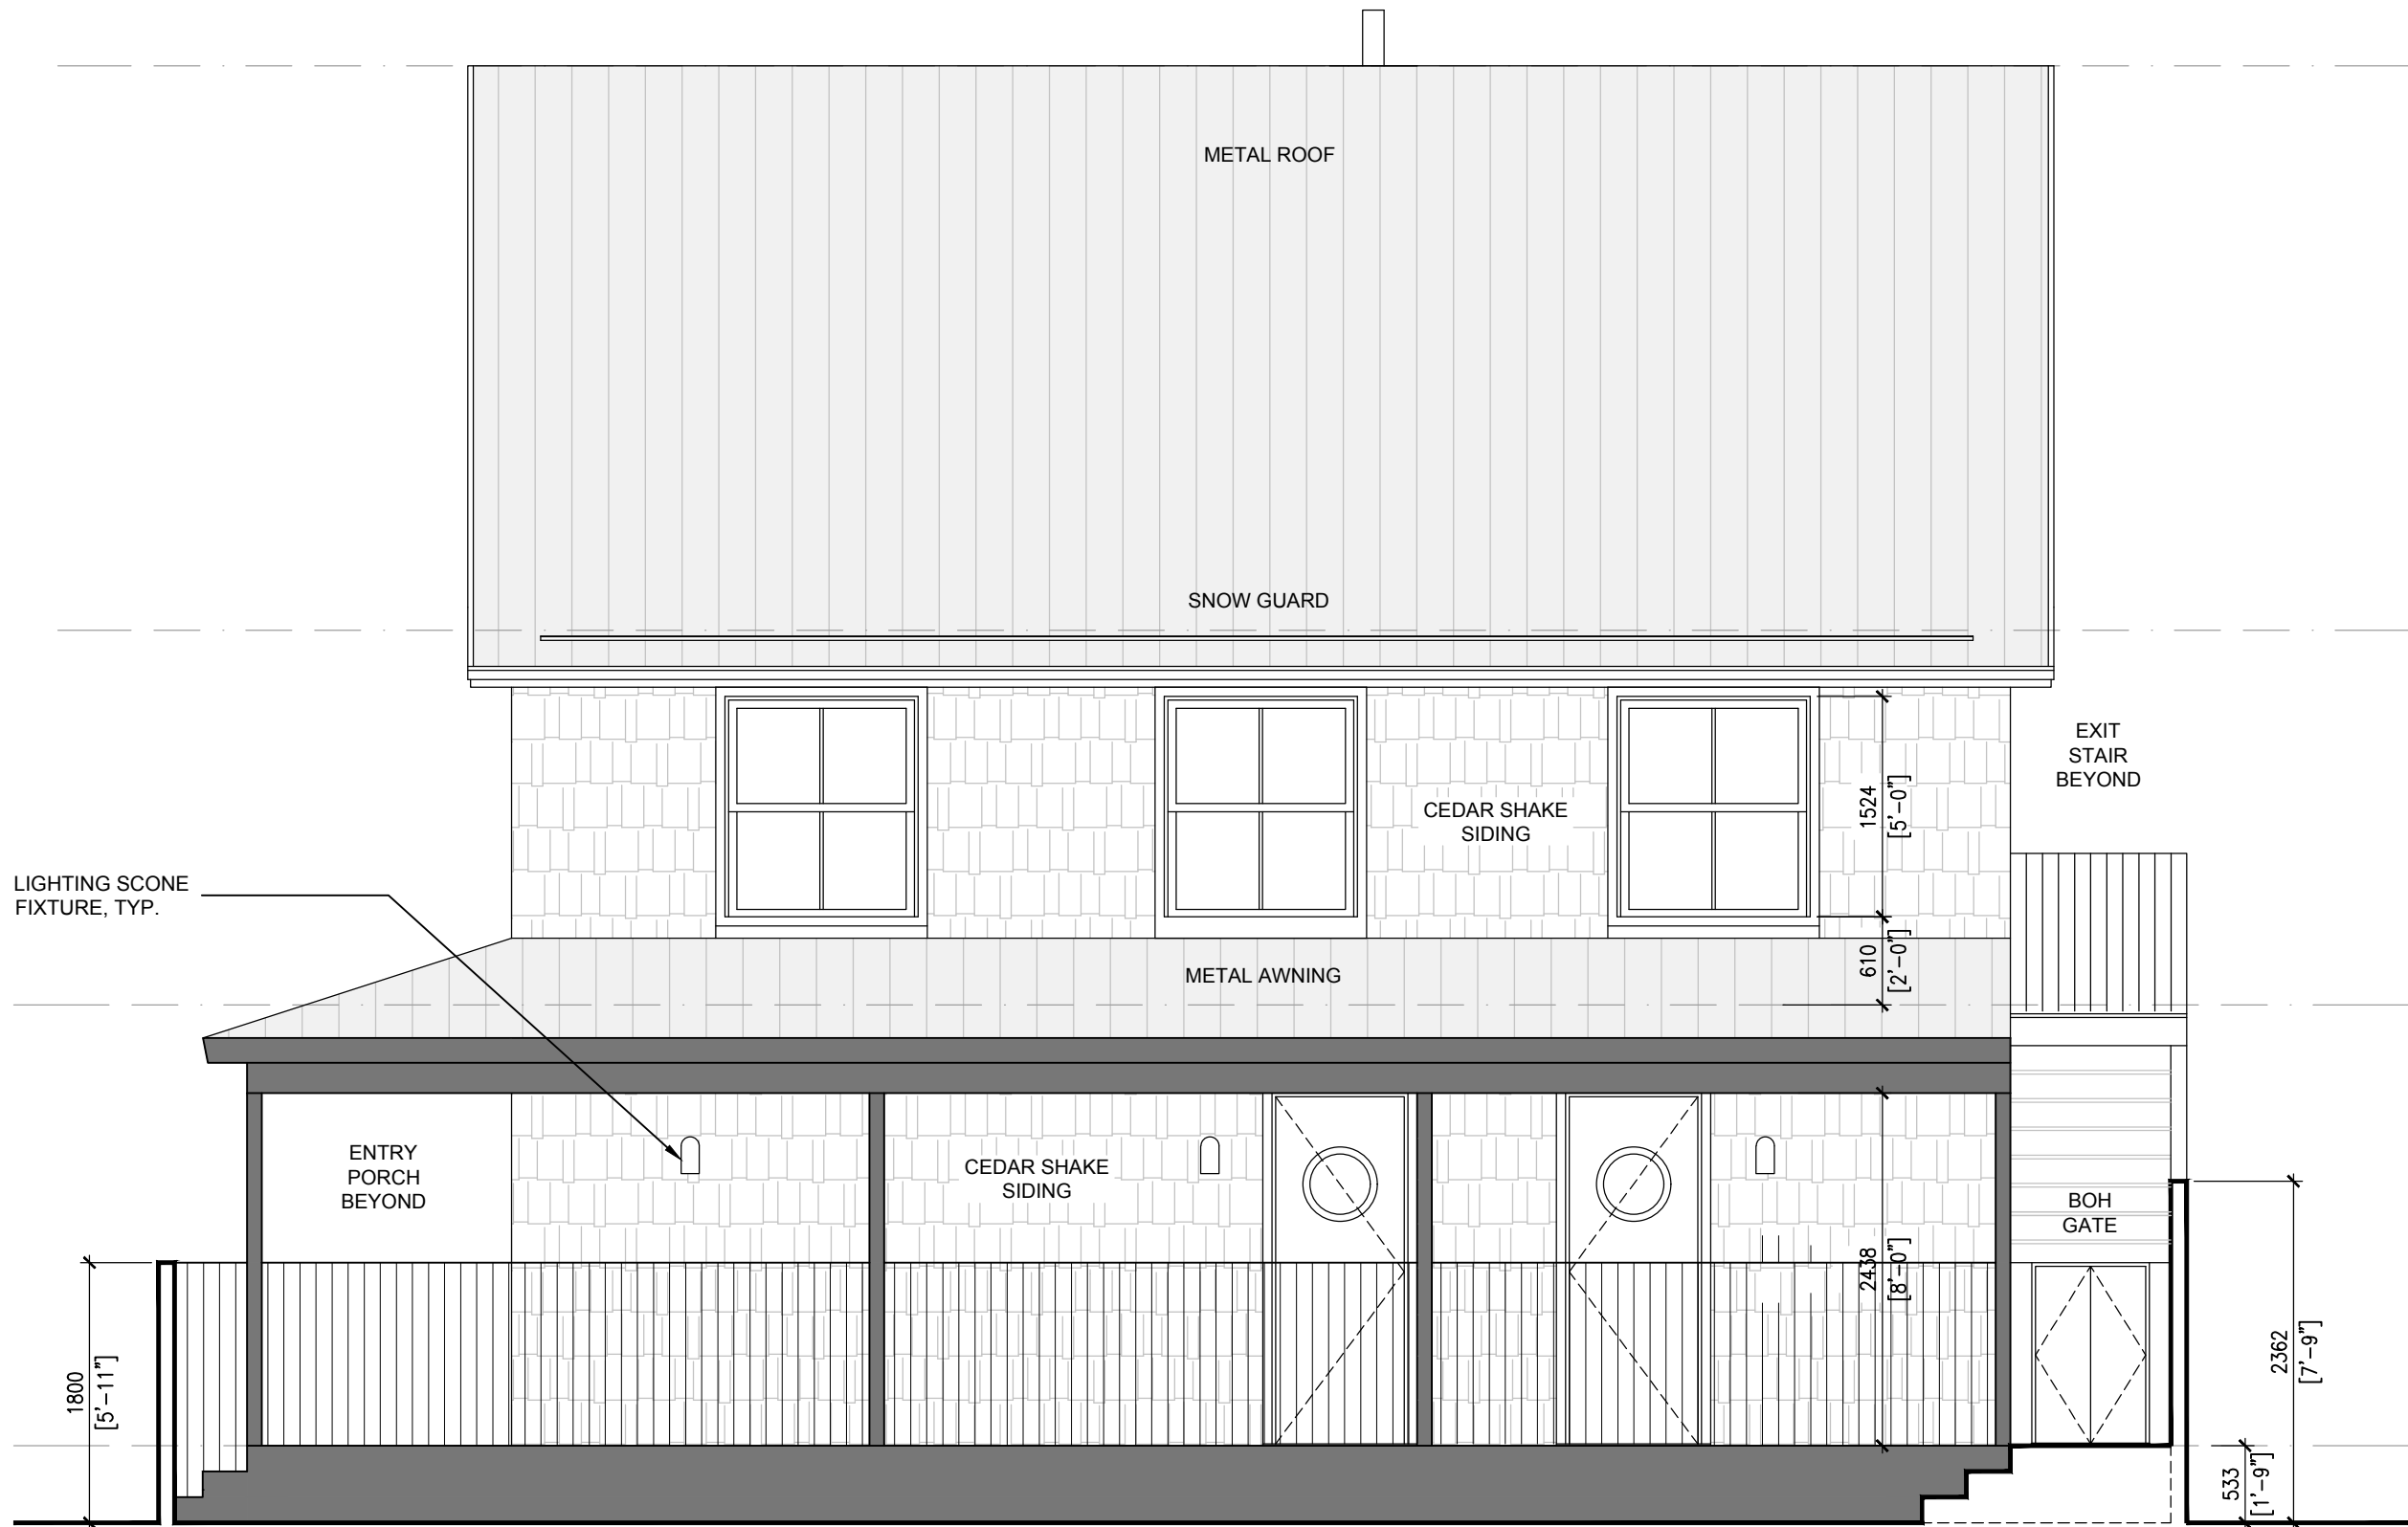 METAL ROOF
SNOW GUARD
EXIT
STAIR
BEYOND
1524
[5'-0"]
CEDAR SHAKE
SIDING
LIGHTING SCONE
FIXTURE, TYP.
610
[2'-0"]
METAL AWNING
ENTRY
PORCH
BEYOND
CEDAR SHAKE
SIDING
BOH
GATE
2438
[8'-0"]
1800
[5'-11"]
2362
[7'-9"]
533
[1'-9"]